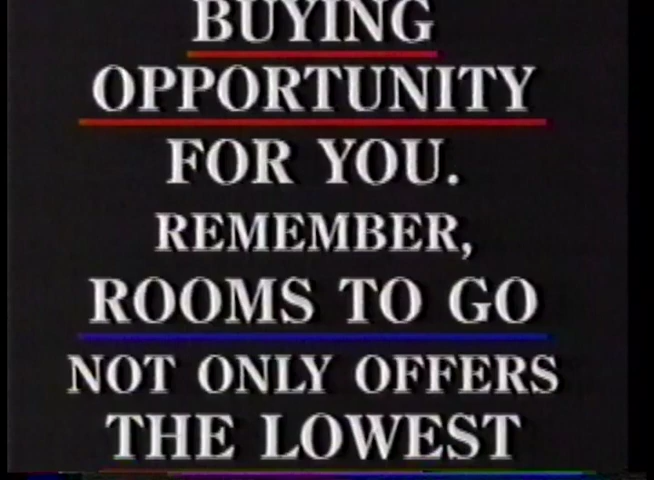 BUYING
OPPORTUNITY
FOR YOU.
REMEMBER,
ROOMS TO GO
NOT ONLY OFFERS
THE LOWEST